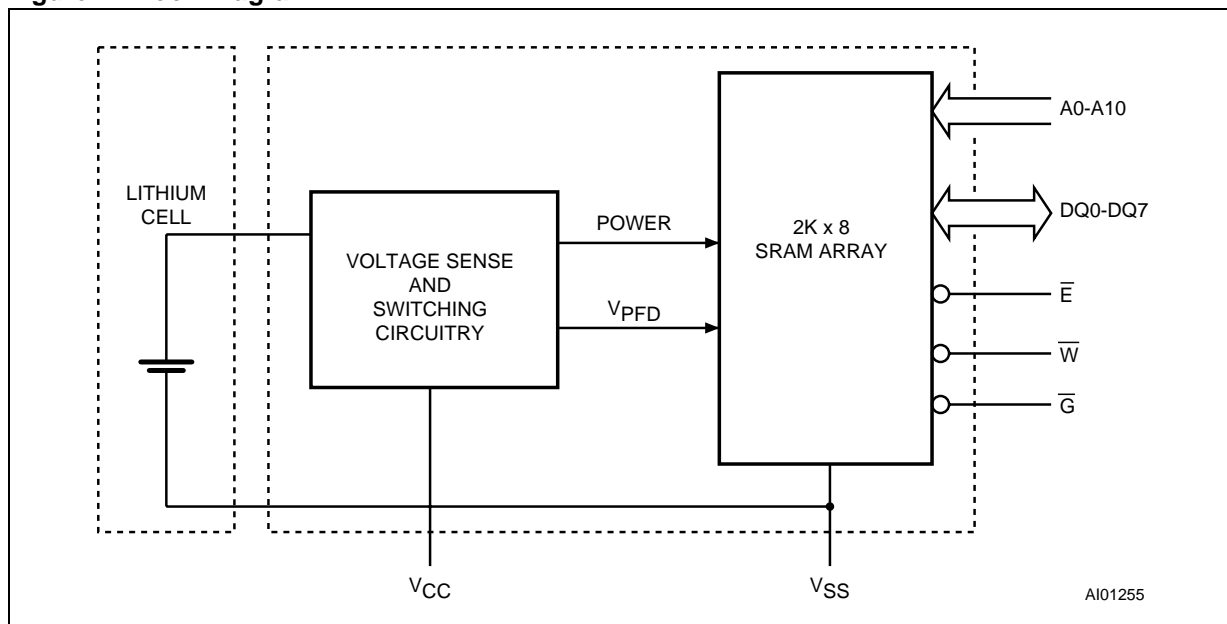 LITHIUM
CELL
VOLTAGE SENSE
AND
SWITCHING
CIRCUITRY
POWER
VPFD
2K x 8
SRAM ARRAY
A0-A10
DQ0-DQ7
E̅
W̅
G̅
VCC
VSS
AI01255